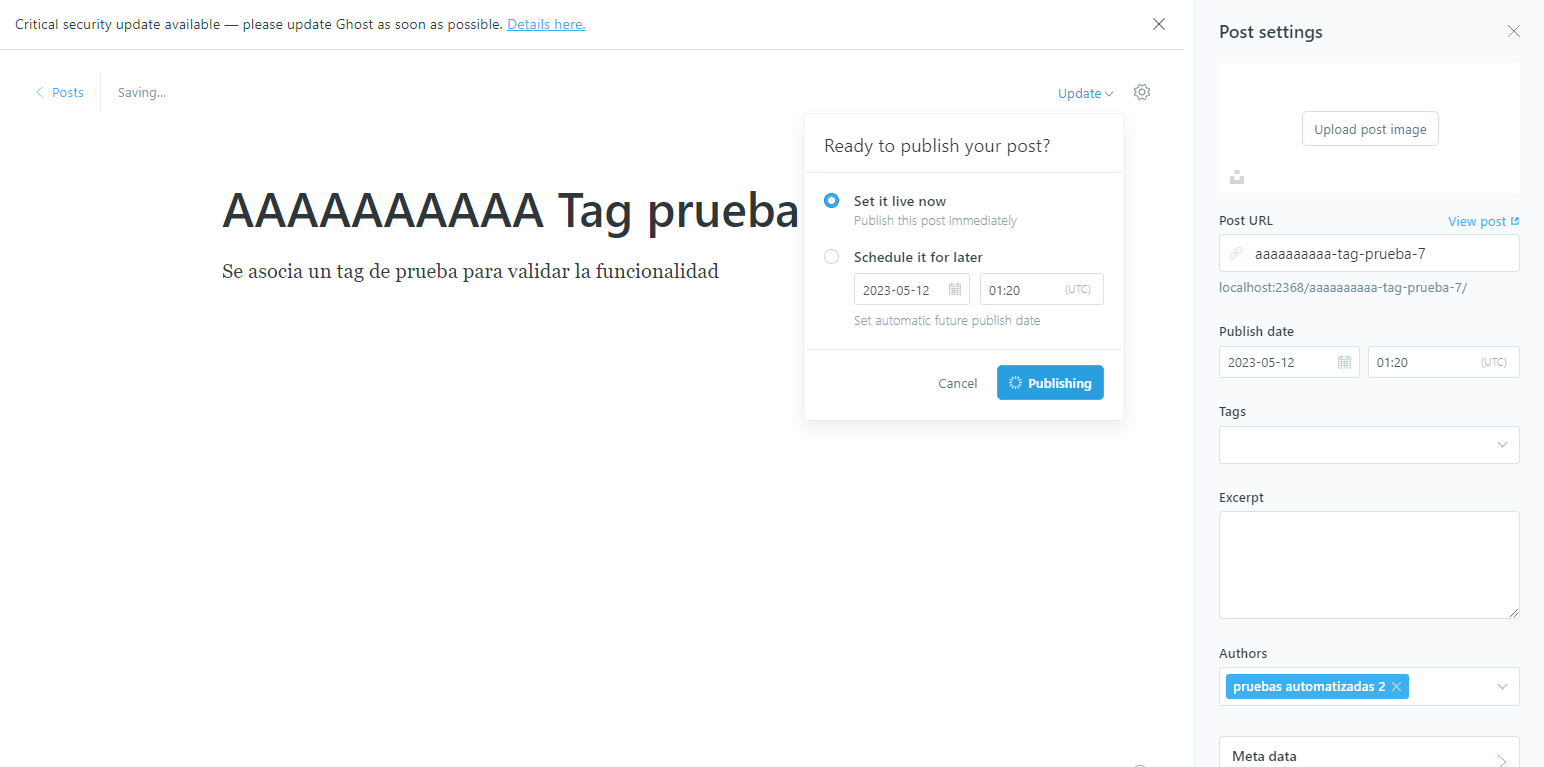 Critical security update available — please update Ghost as soon as possible. Details here.
Posts
Saving...
Update
AAAAAAAAAA Tag prueba
Se asocia un tag de prueba para validar la funcionalidad
Ready to publish your post?
Set it live now
Publish this post immediately
Schedule it for later
2023-05-12 01:20 (UTC)
Set automatic future publish date
Cancel Publishing
Post settings
Upload post image
Post URL View post
aaaaaaaaaa-tag-prueba-7
localhost:2368/aaaaaaaaaa-tag-prueba-7/
Publish date
2023-05-12 01:20 (UTC)
Tags
Excerpt
Authors
pruebas automatizadas 2
Meta data